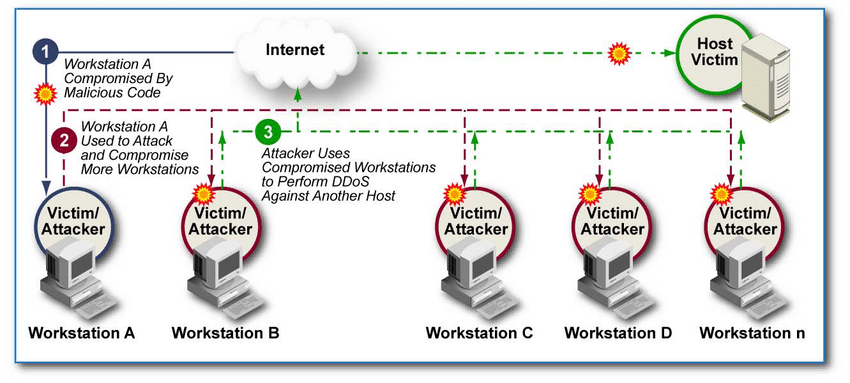 1
Workstation A
Compromised By
Malicious Code
Internet
Host
Victim
2
Workstation A
Used to Attack
and Compromise
More Workstations
3
Attacker Uses
Compromised Workstations
to Perform DDoS
Against Another Host
Victim/
Attacker
Victim/
Attacker
Victim/
Attacker
Victim/
Attacker
Victim/
Attacker
Workstation A
Workstation B
Workstation C
Workstation D
Workstation n